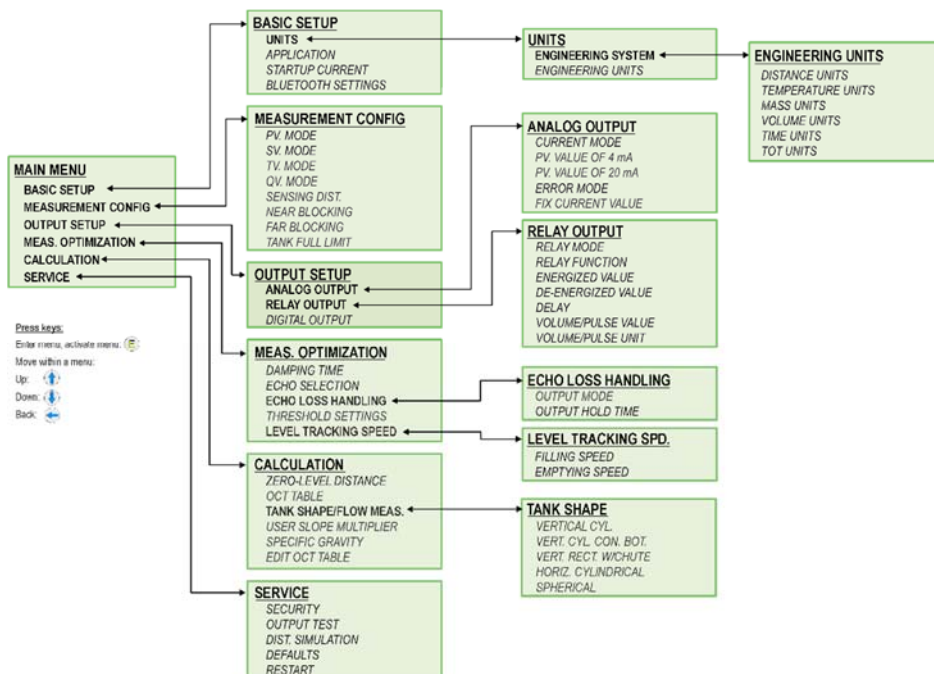 MAIN MENU
BASIC SETUP
MEASUREMENT CONFIG
OUTPUT SETUP
MEAS. OPTIMIZATION
CALCULATION
SERVICE
Press keys:
Enter menu, activate menu: E
Move within a menu:
Up:
Down:
Back:
BASIC SETUP
UNITS
APPLICATION
STARTUP CURRENT
BLUETOOTH SETTINGS
MEASUREMENT CONFIG
PV. MODE
SV. MODE
TV. MODE
QV. MODE
SENSING DIST.
NEAR BLOCKING
FAR BLOCKING
TANK FULL LIMIT
OUTPUT SETUP
ANALOG OUTPUT
RELAY OUTPUT
DIGITAL OUTPUT
MEAS. OPTIMIZATION
DAMPING TIME
ECHO SELECTION
ECHO LOSS HANDLING
THRESHOLD SETTINGS
LEVEL TRACKING SPEED
CALCULATION
ZERO-LEVEL DISTANCE
OCT TABLE
TANK SHAPE/FLOW MEAS.
USER SLOPE MULTIPLIER
SPECIFIC GRAVITY
EDIT OCT TABLE
SERVICE
SECURITY
OUTPUT TEST
DIST. SIMULATION
DEFAULTS
RESTART
UNITS
ENGINEERING SYSTEM
ENGINEERING UNITS
ANALOG OUTPUT
CURRENT MODE
PV. VALUE OF 4 mA
PV. VALUE OF 20 mA
ERROR MODE
FIX CURRENT VALUE
RELAY OUTPUT
RELAY MODE
RELAY FUNCTION
ENERGIZED VALUE
DE-ENERGIZED VALUE
DELAY
VOLUME/PULSE VALUE
VOLUME/PULSE UNIT
ECHO LOSS HANDLING
OUTPUT MODE
OUTPUT HOLD TIME
LEVEL TRACKING SPD.
FILLING SPEED
EMPTYING SPEED
TANK SHAPE
VERTICAL CYL.
VERT. CYL. CON. BOT.
VERT. RECT. W/CHUTE
HORIZ. CYLINDRICAL
SPHERICAL
ENGINEERING UNITS
DISTANCE UNITS
TEMPERATURE UNITS
MASS UNITS
VOLUME UNITS
TIME UNITS
TOT UNITS